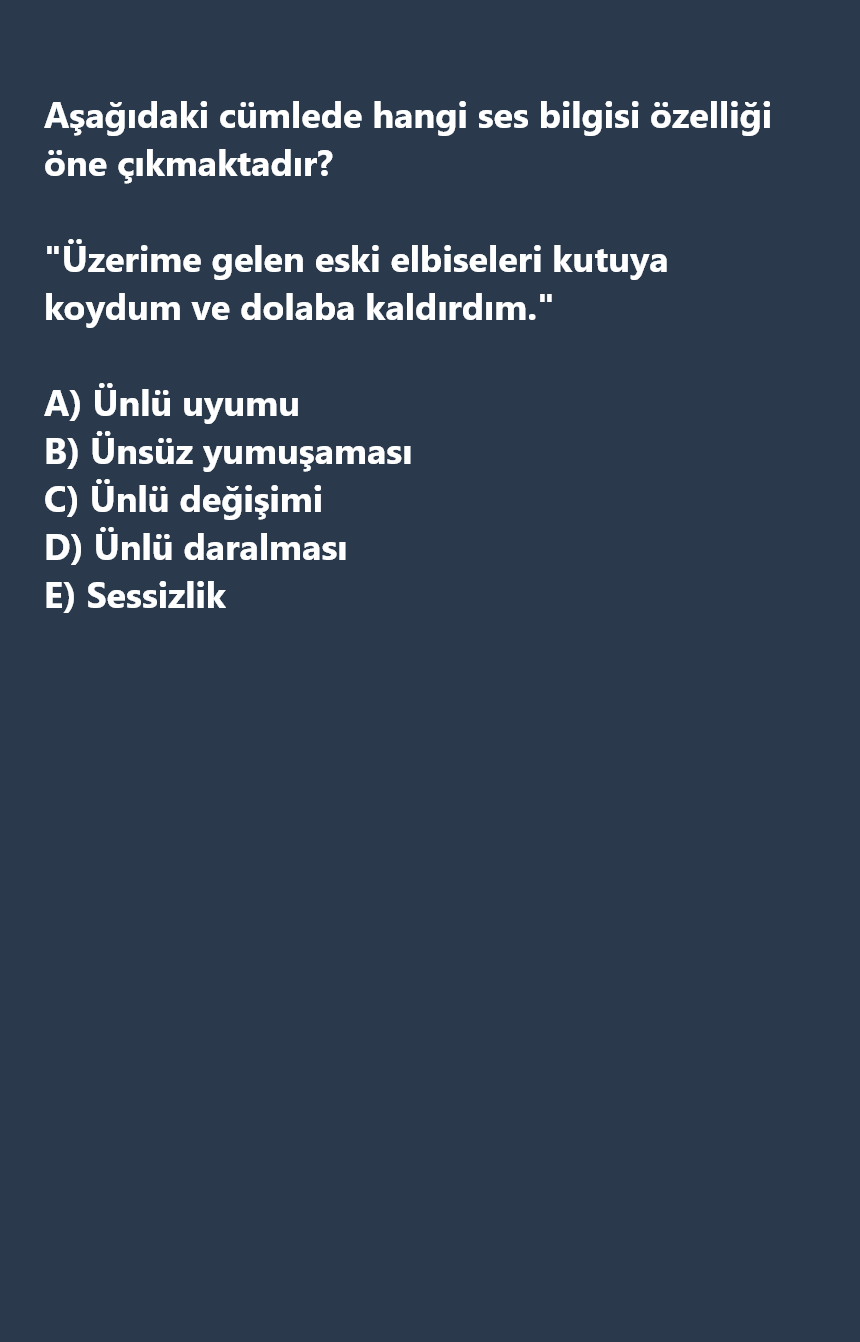 Aşağıdaki cümlede hangi ses bilgisi özelliği
öne çıkmaktadır?
"Üzerime gelen eski elbiseleri kutuya
koydum ve dolaba kaldırdım."
A) Ünlü uyumu
B) Ünsüz yumuşaması
C) Ünlü değişimi
D) Ünlü daralması
E) Sessizlik